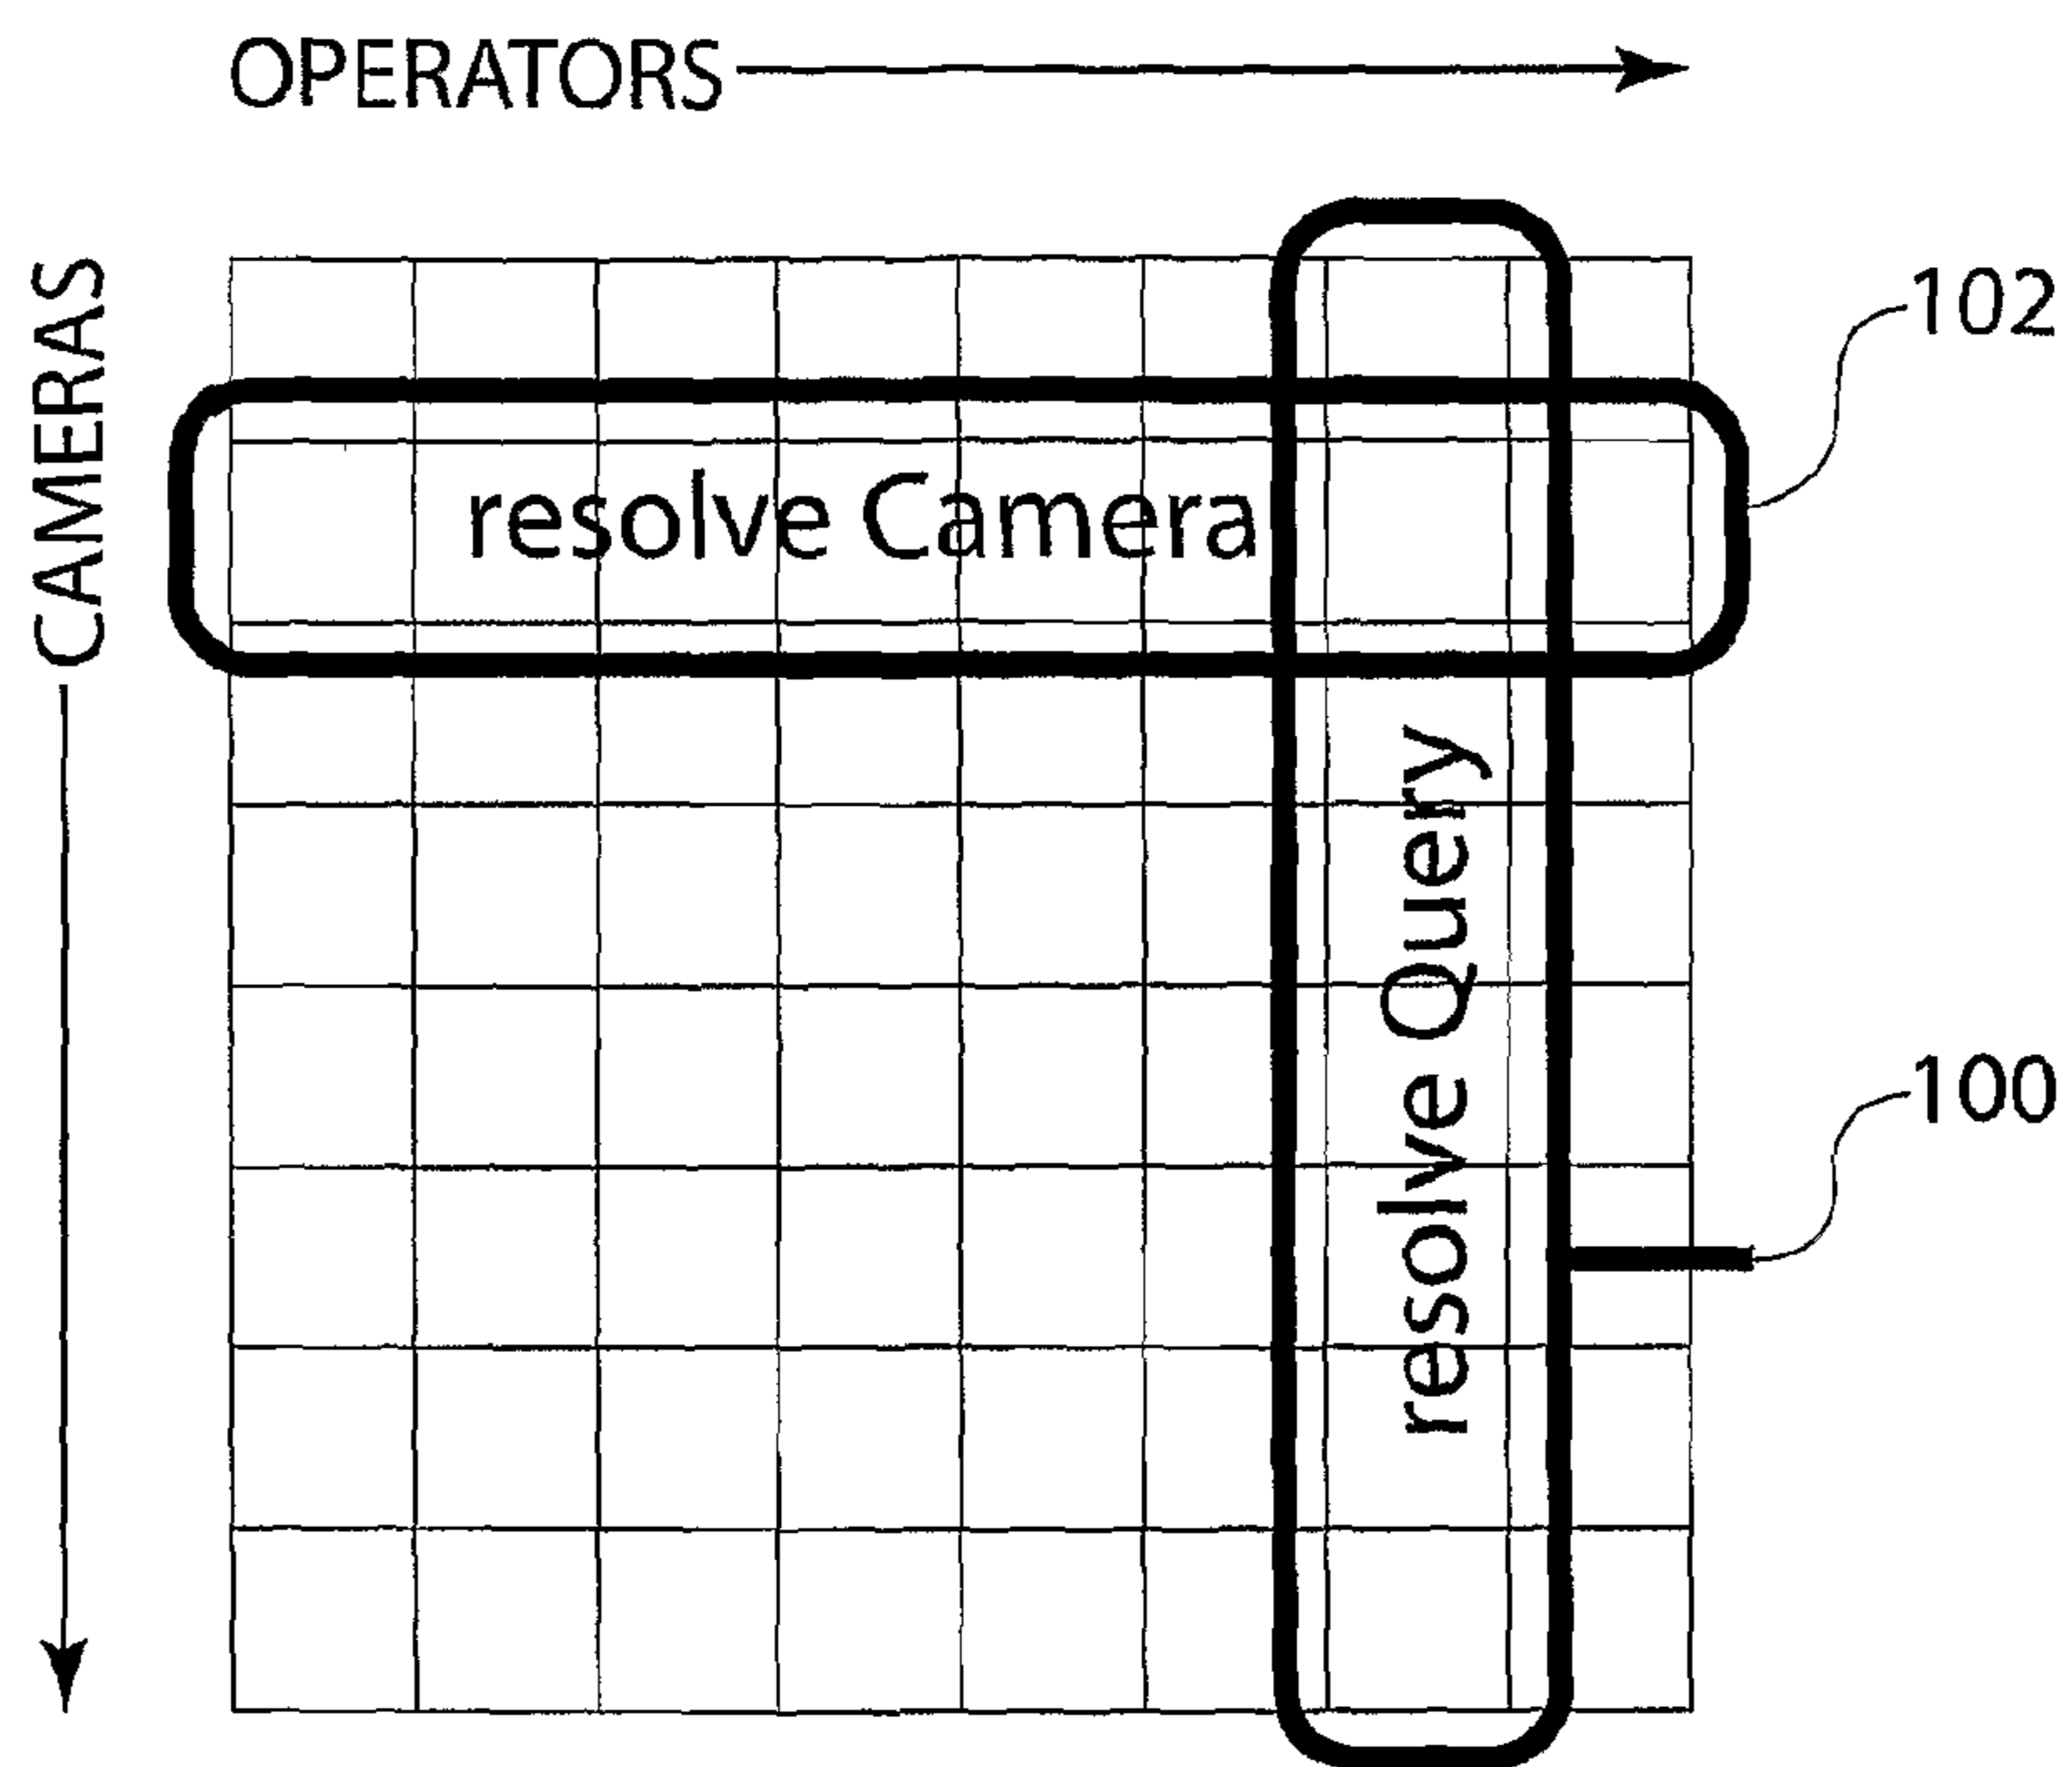 OPERATORS
CAMERAS
102
resolve Camera
resolve Query
100